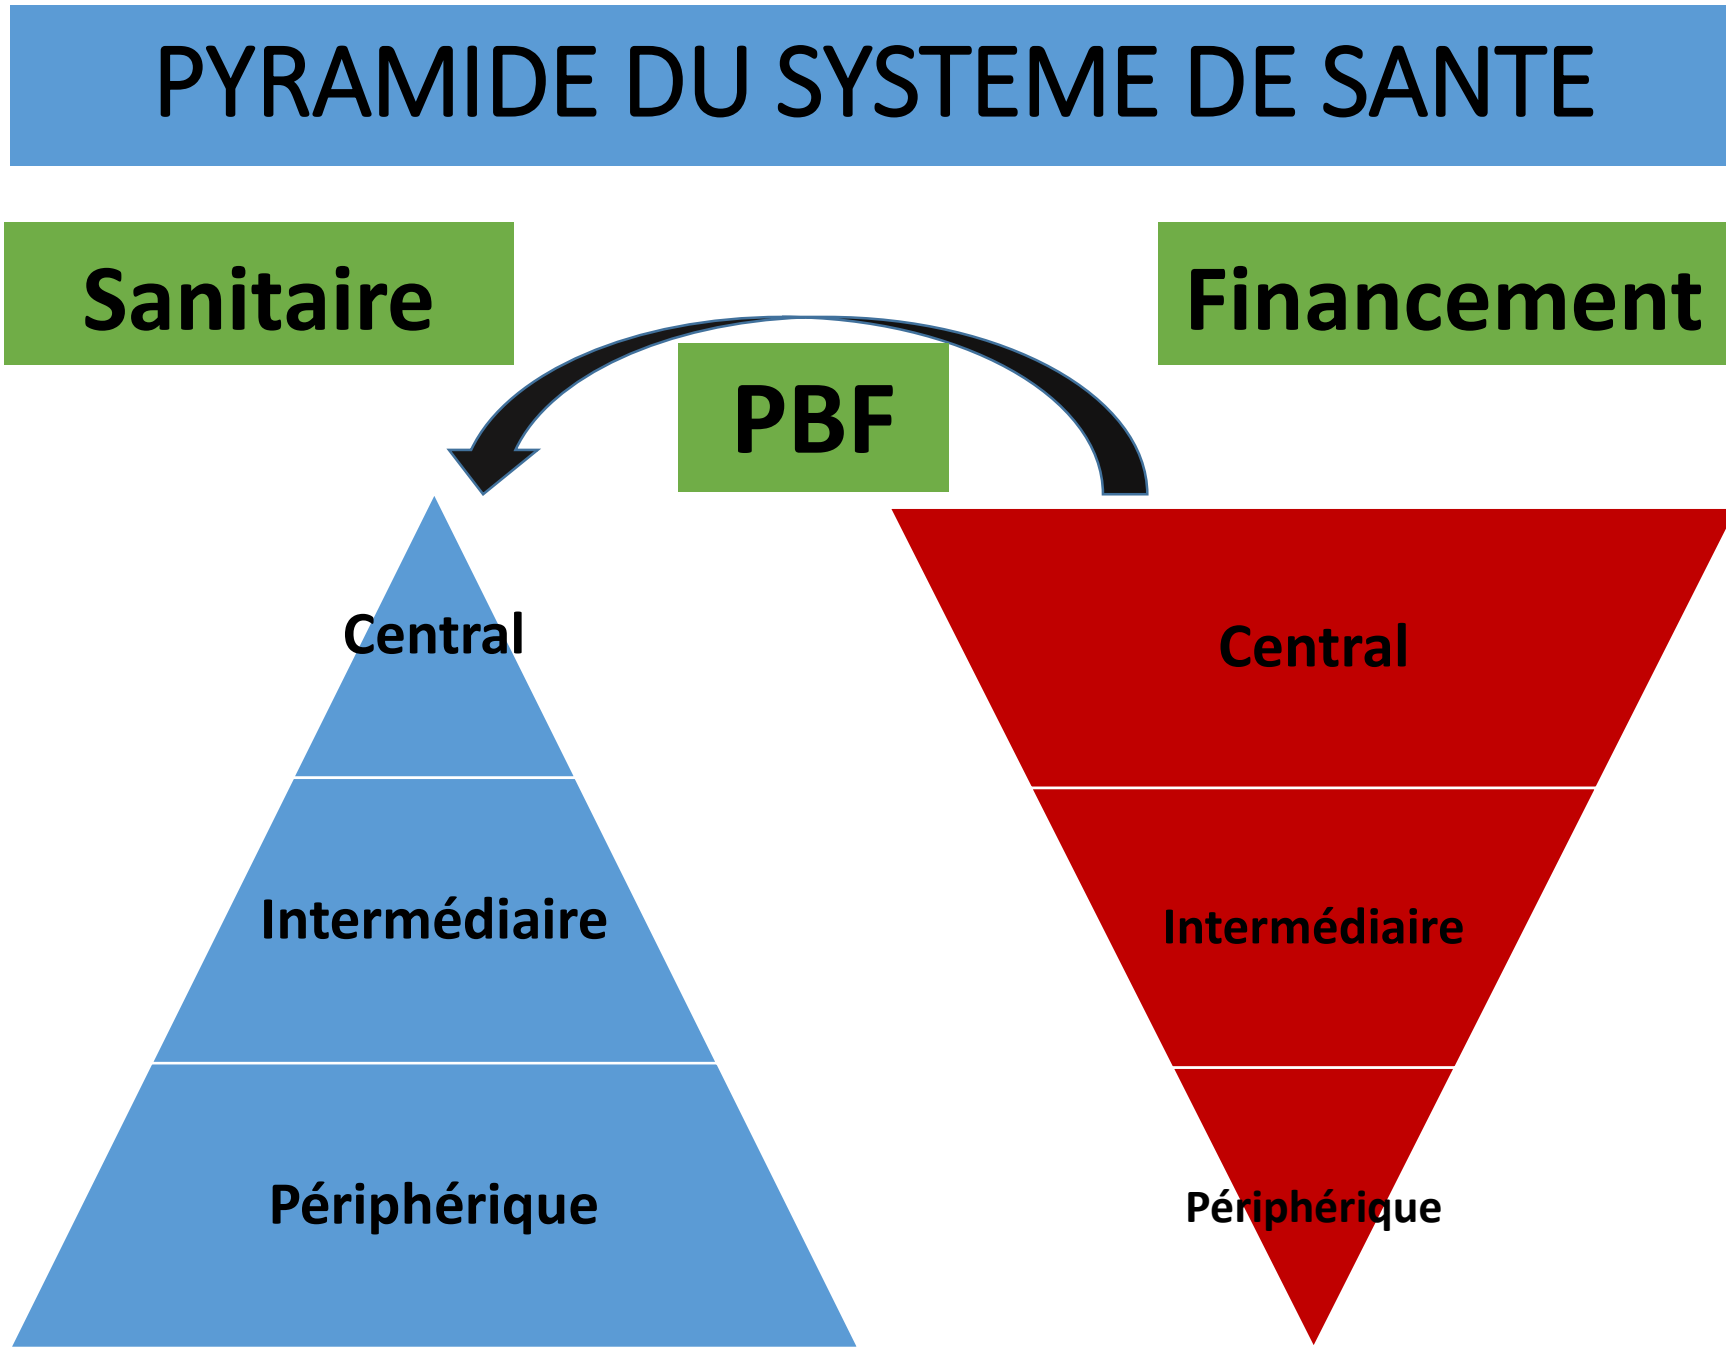 PYRAMIDE DU SYSTEME DE SANTE
Sanitaire
Financement
PBF
Central
Intermédiaire
Périphérique
Central
Intermédiaire
Périphérique